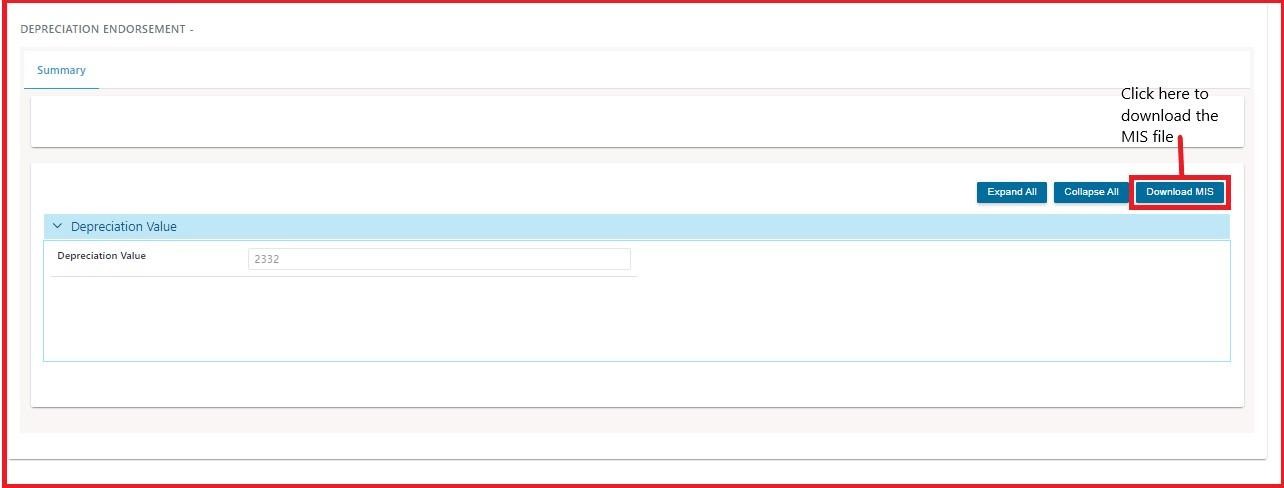 DEPRECIATION ENDORSEMENT -
Summary
Click here to
download the
MIS file
Expand All
Collapse All
Download MIS
Depreciation Value
Depreciation Value
2332